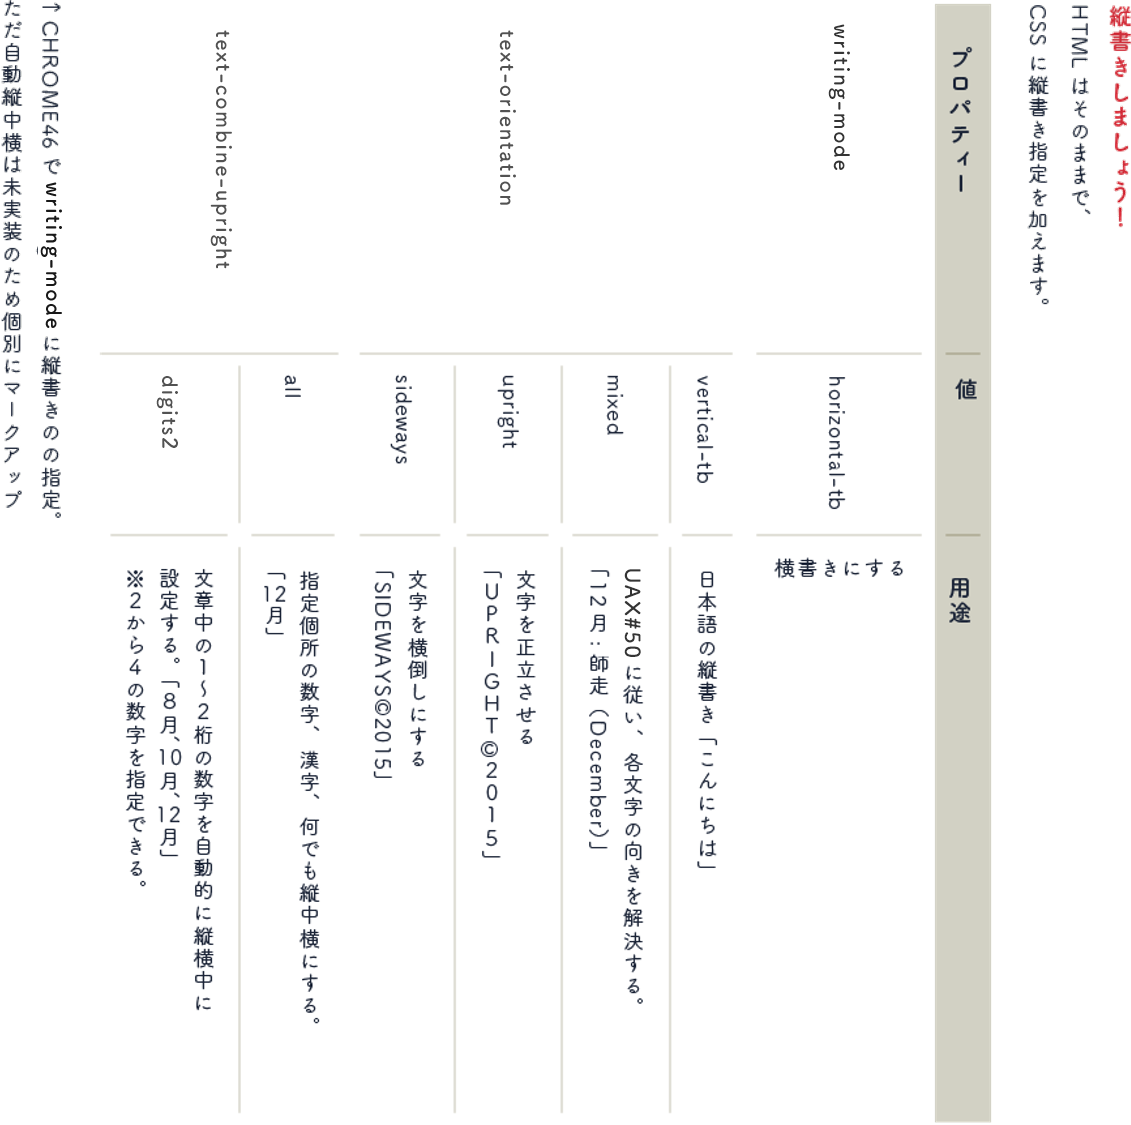 縦書きしましょう！
HTML はそのままで、
CSS に縦書き指定を加えます。
プロパティー
値
用途
writing-mode
horizontal-tb
横書きにする
vertical-tb
日本語の縦書き「こんにちは」
text-orientation
mixed
UAX#50 に従い、各文字の向きを解決する。
「12月：師走（December）」
upright
文字を正立させる
「UPRIGHT©2015」
sideways
文字を横倒しにする
「SIDEWAYS©2015」
text-combine-upright
all
指定個所の数字、漢字、何でも縦中横にする。
「12月」
digits2
文章中の1〜2桁の数字を自動的に縦横中に
設定する。「8月、10月、12月」
※2から4の数字を指定できる。
↑CHROME46 で writing-mode に縦書きのの指定。
ただ自動縦中横は未実装のため個別にマークアップ